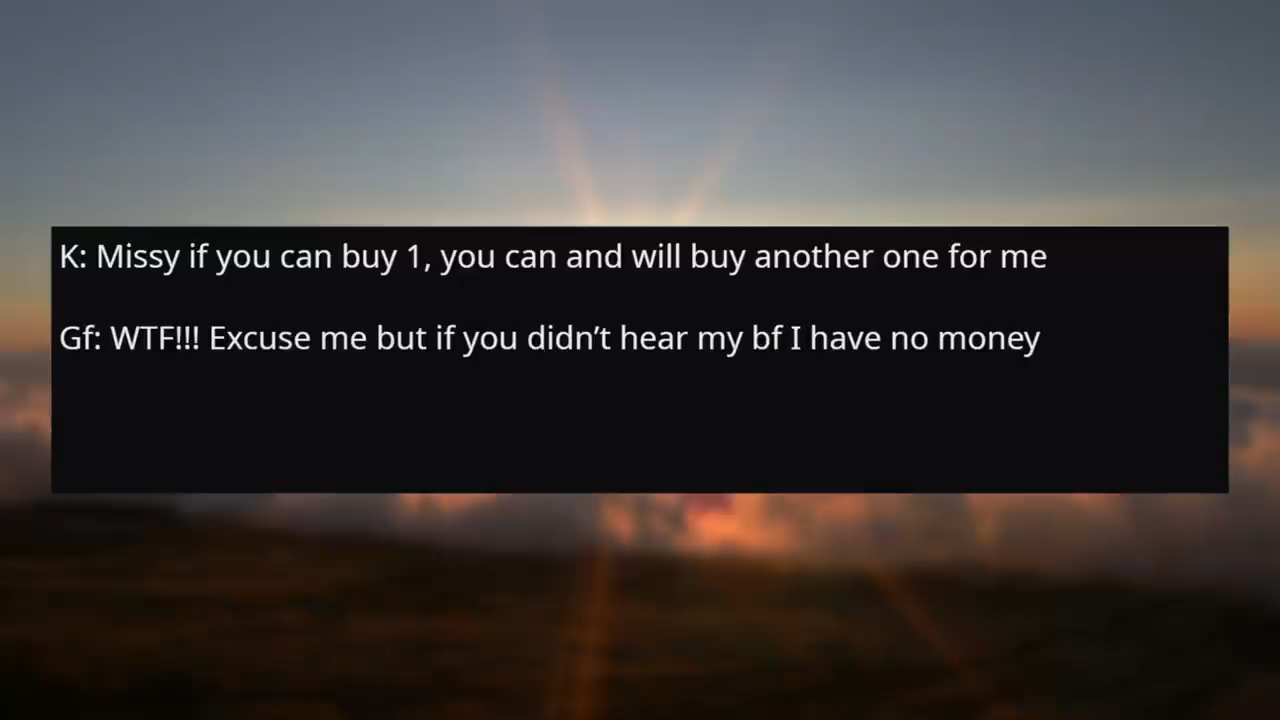 K: Missy if you can buy 1, you can and will buy another one for me
Gf: WTF!!! Excuse me but if you didn’t hear my bf I have no money